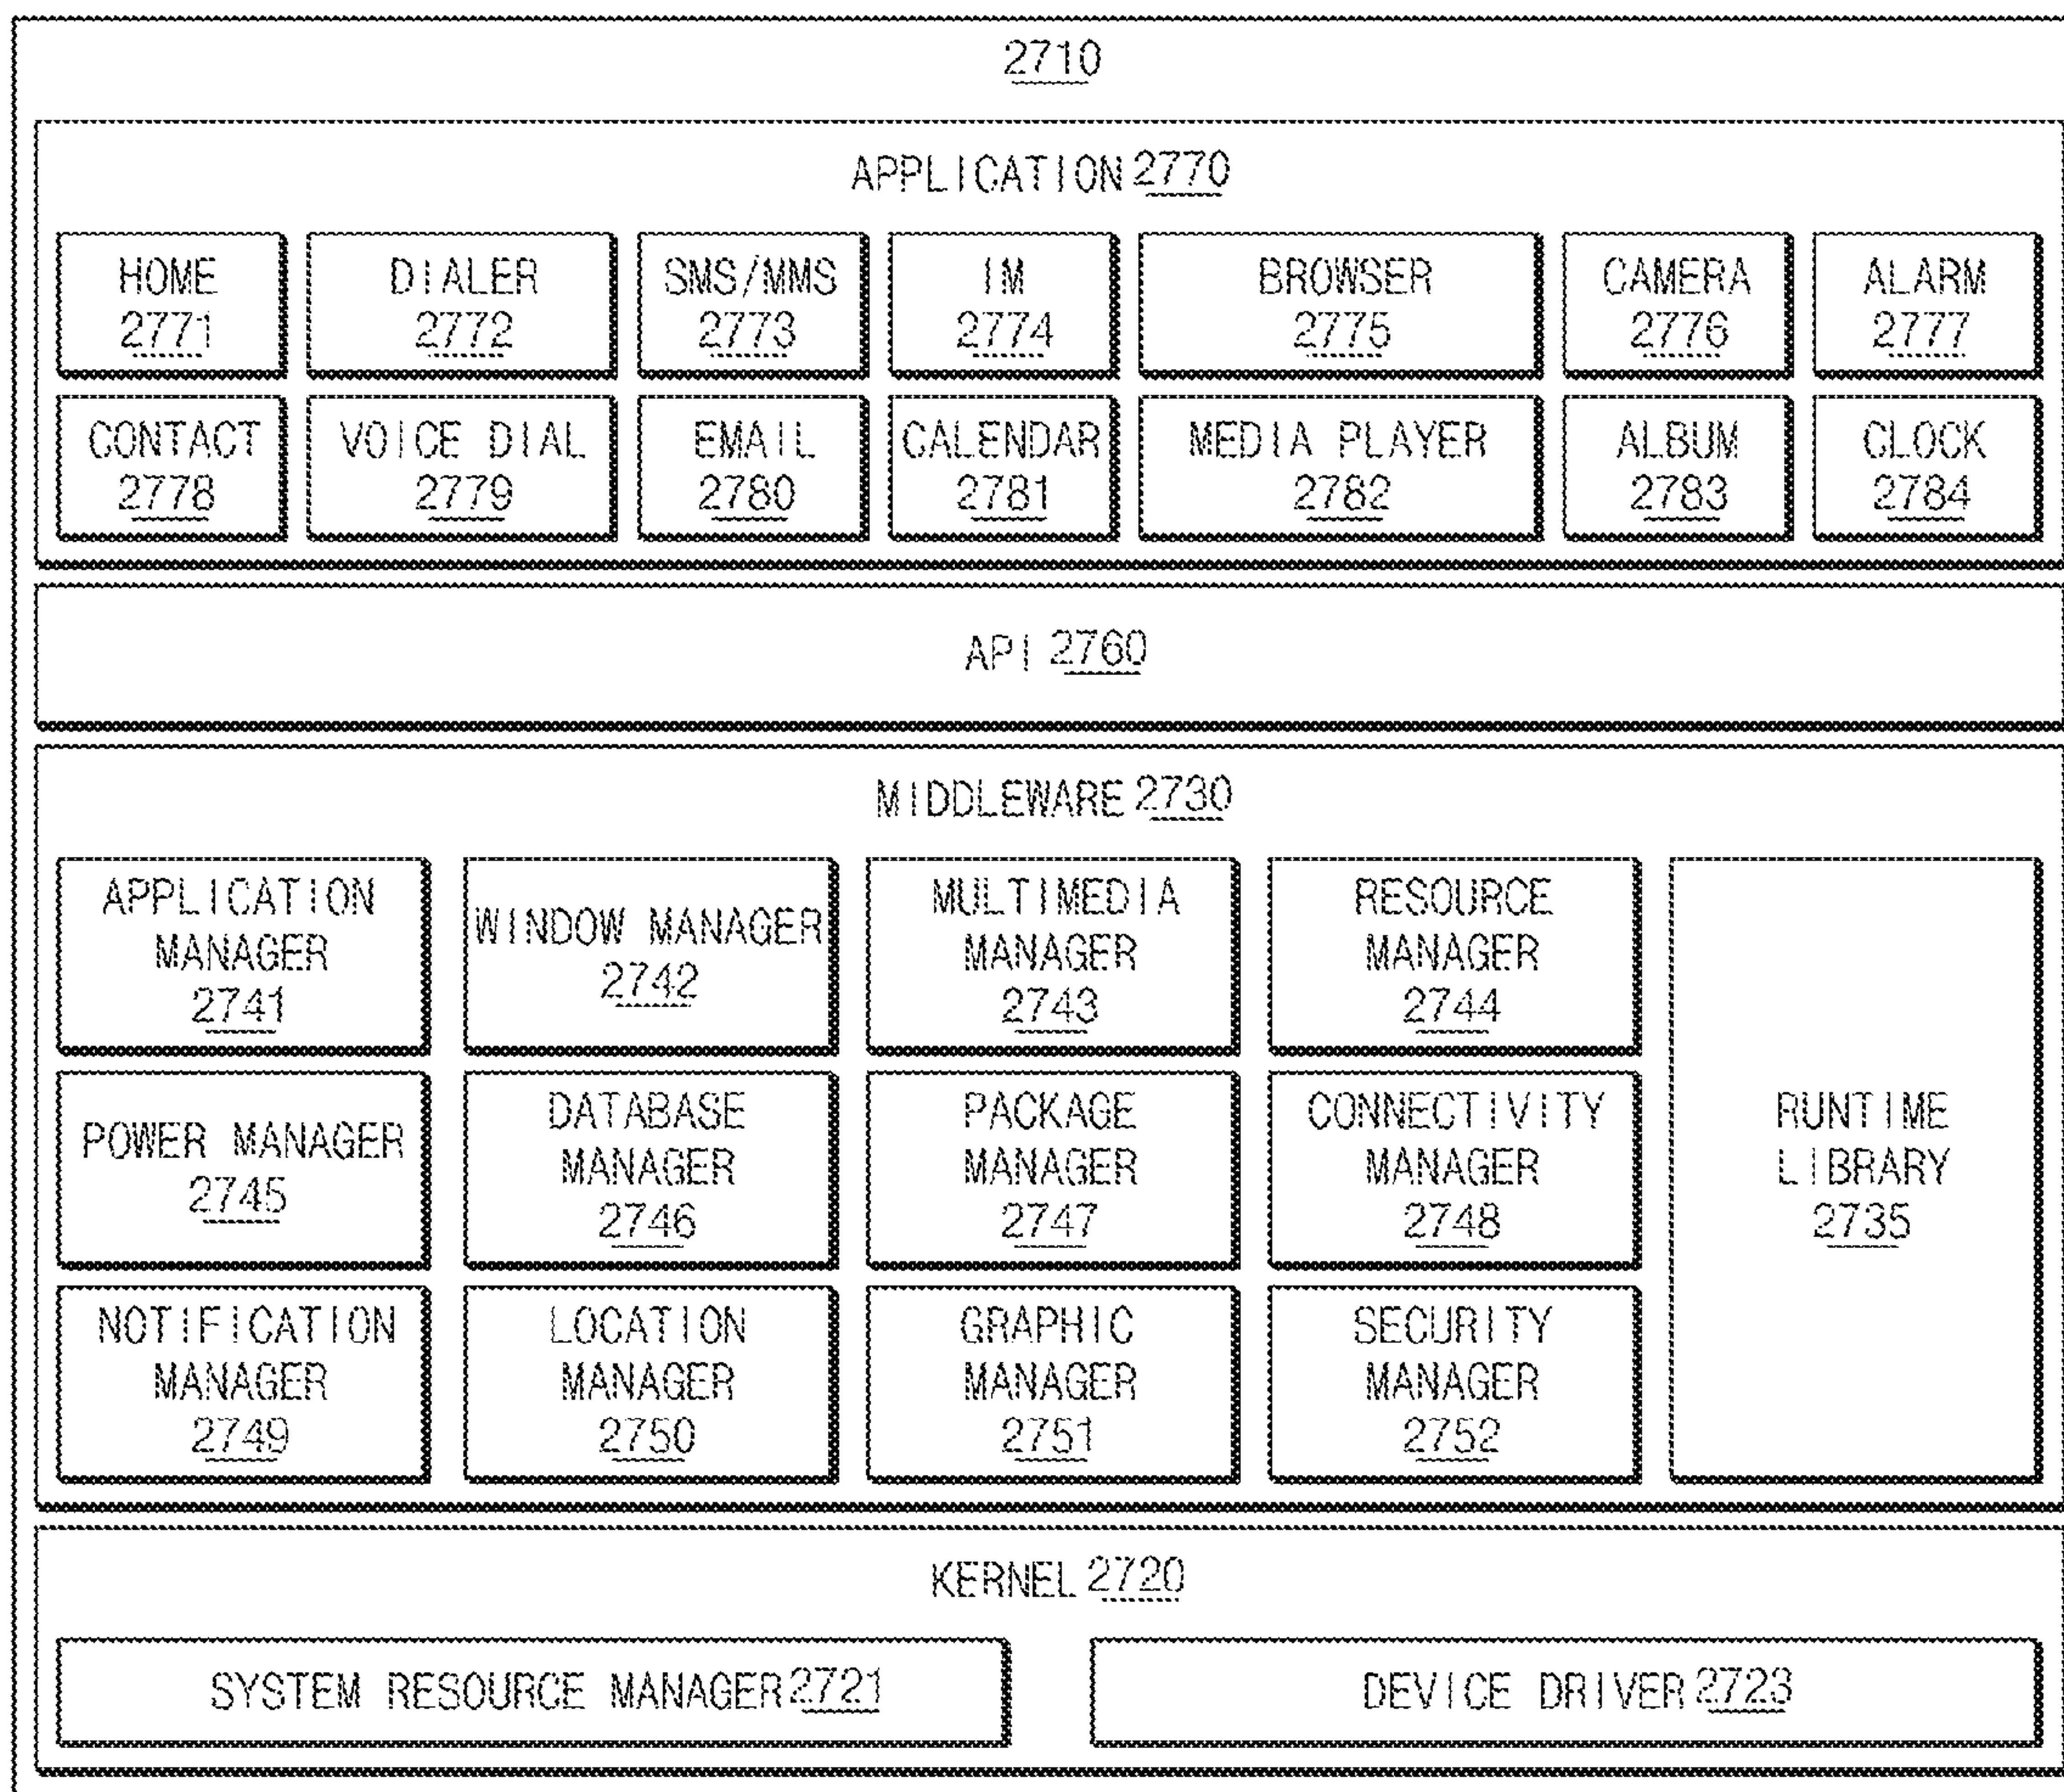 2710
APPLICATION 2770
HOME
2771
DIALER
2772
SMS/MMS
2773
IM
2774
BROWSER
2775
CAMERA
2776
ALARM
2777
CONTACT
2778
VOICE DIAL
2779
EMAIL
2780
CALENDAR
2781
MEDIA PLAYER
2782
ALBUM
2783
CLOCK
2784
API 2760
MIDDLEWARE 2730
APPLICATION
MANAGER
2741
WINDOW MANAGER
2742
MULTIMEDIA
MANAGER
2743
RESOURCE
MANAGER
2744
POWER MANAGER
2745
DATABASE
MANAGER
2746
PACKAGE
MANAGER
2747
CONNECTIVITY
MANAGER
2748
RUNTIME
LIBRARY
2735
NOTIFICATION
MANAGER
2749
LOCATION
MANAGER
2750
GRAPHIC
MANAGER
2751
SECURITY
MANAGER
2752
KERNEL 2720
SYSTEM RESOURCE MANAGER 2721
DEVICE DRIVER 2723